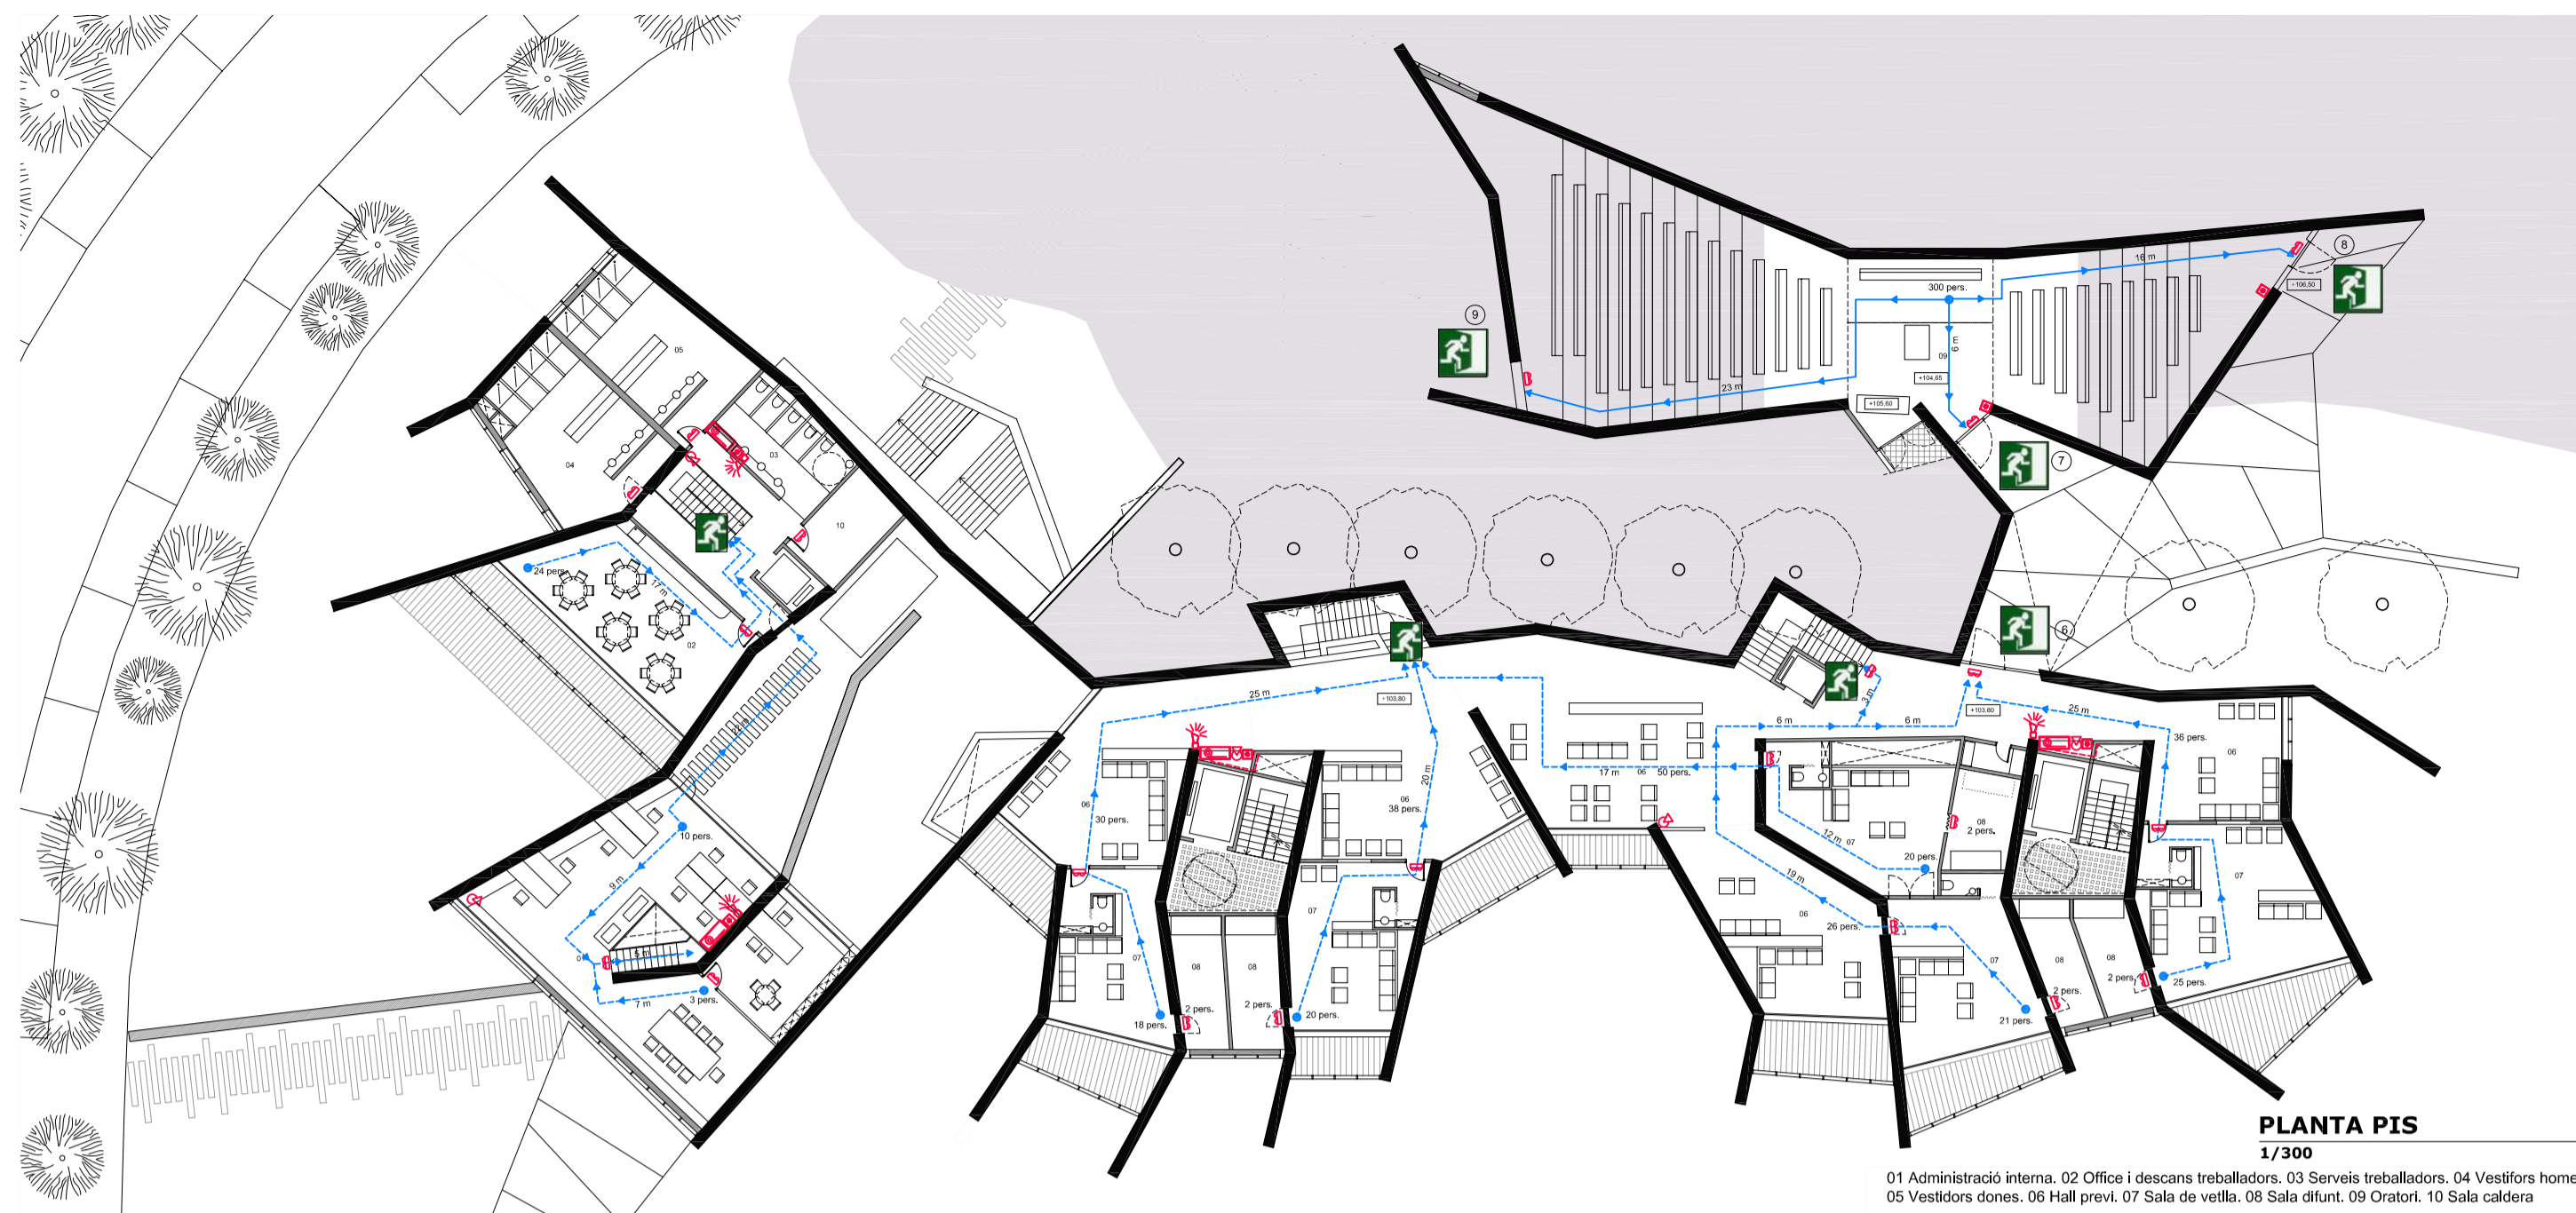 8
16 m
+106,50
300 pers.
9
6 m
09
+104,65
23 m
+105,60
7
05
04
03
10
24 pers.
17 m
02
6
25 m
+103,80
3 m
6 m
6 m
+103,80
25 m
36 pers.
06
17 m
06
50 pers.
06
30 pers.
20 m
06
38 pers.
10 pers.
9 m
5 m
7 m
3 pers.
07
18 pers.
08
08
2 pers.
2 pers.
07
20 pers.
12 m
07
20 pers.
08
2 pers.
19 m
06
26 pers.
07
21 pers.
08
2 pers.
08
2 pers.
07
25 pers.
PLANTA PIS
1/300
01 Administració interna. 02 Office i descans treballadors. 03 Serveis treballadors. 04 Vestifors home
05 Vestidors dones. 06 Hall previ. 07 Sala de vetlla. 08 Sala difunt. 09 Oratori. 10 Sala caldera